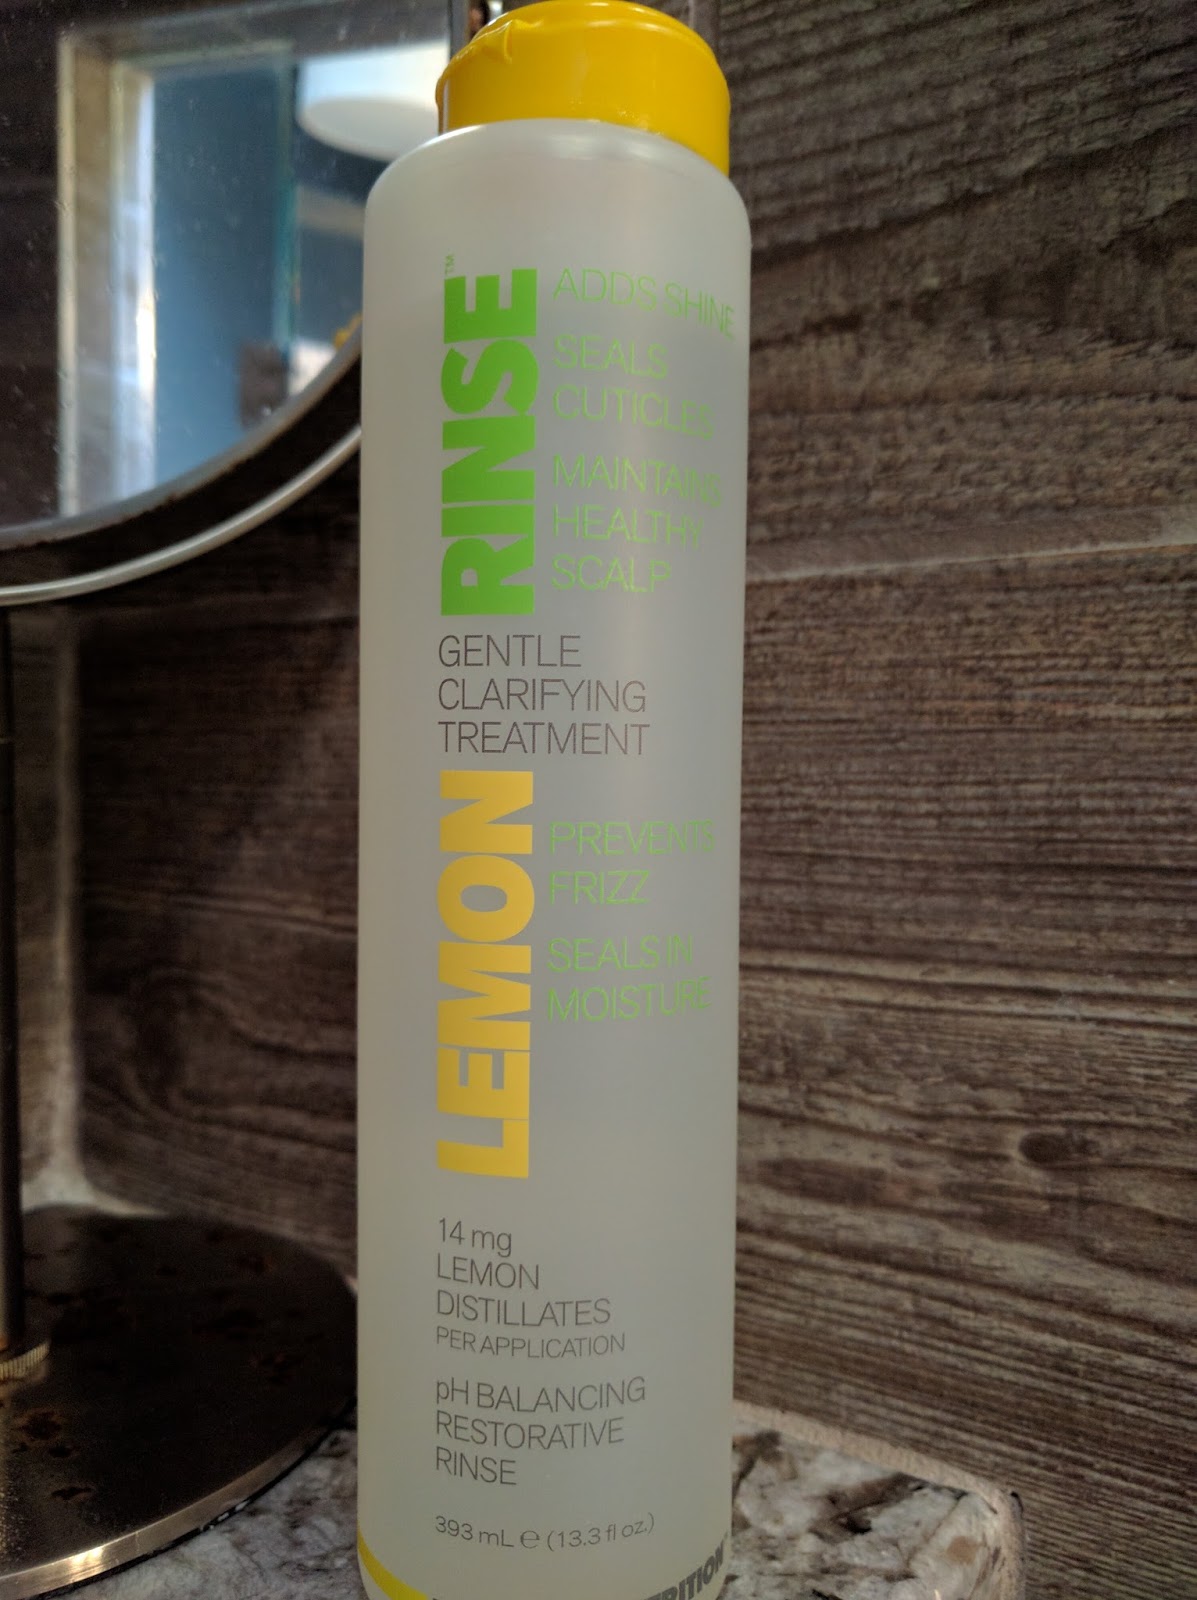 LEMON RINSE™
ADDS SHINE
SEALS
CUTICLES
MAINTAINS
HEALTHY
SCALP
GENTLE
CLARIFYING
TREATMENT
PREVENTS
FRIZZ
SEALS IN
MOISTURE
14 mg
LEMON
DISTILLATES
PER APPLICATION
pH BALANCING
RESTORATIVE
RINSE
393 mL ℮ (13.3 fl oz.)